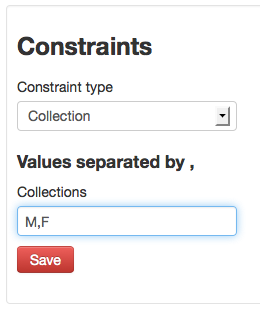 Constraints
Constraint type
Collection
Values separated by ,
Collections
M,F
Save